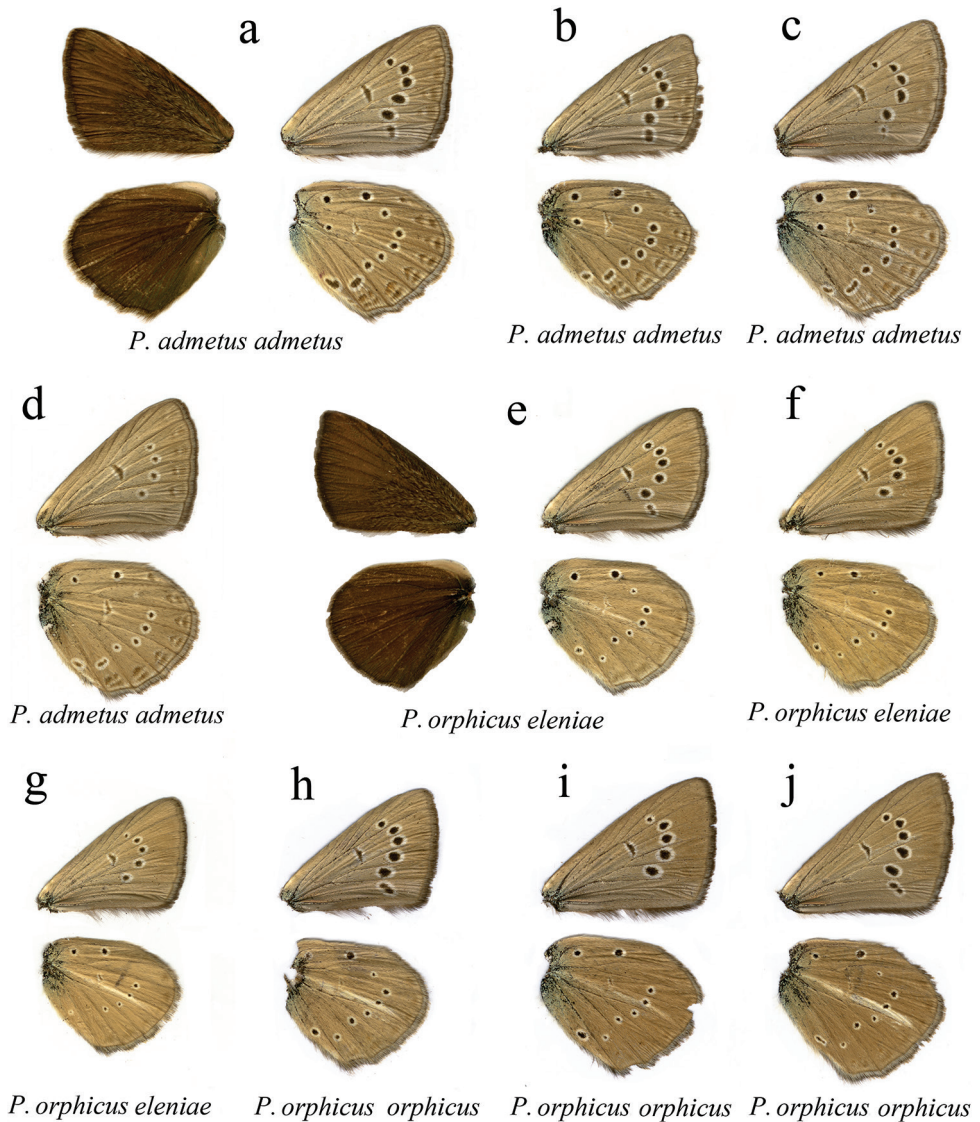 a
b
c
P. admetus admetus
P. admetus admetus
P. admetus admetus
d
e
f
P. admetus admetus
P. orphicus eleniae
P. orphicus eleniae
g
h
i
j
P. orphicus eleniae
P. orphicus orphicus
P. orphicus orphicus
P. orphicus orphicus